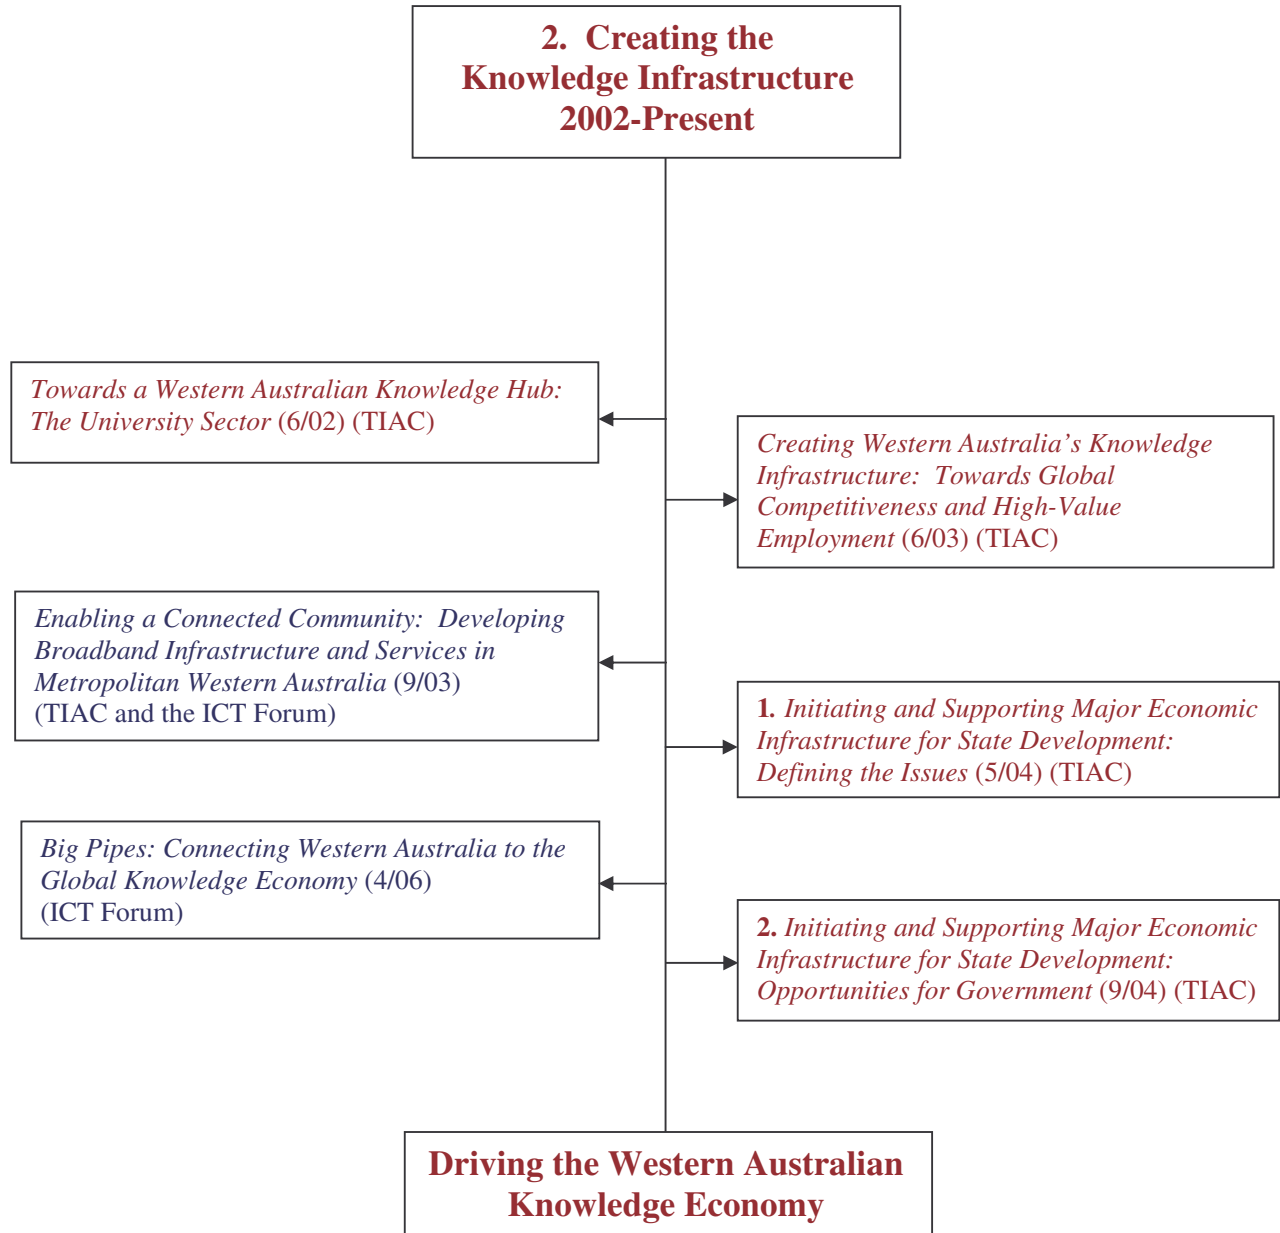 2. Creating the
Knowledge Infrastructure
2002-Present
Towards a Western Australian Knowledge Hub:
The University Sector (6/02) (TIAC)
Creating Western Australia’s Knowledge
Infrastructure: Towards Global
Competitiveness and High-Value
Employment (6/03) (TIAC)
Enabling a Connected Community: Developing
Broadband Infrastructure and Services in
Metropolitan Western Australia (9/03)
(TIAC and the ICT Forum)
1. Initiating and Supporting Major Economic
Infrastructure for State Development:
Defining the Issues (5/04) (TIAC)
Big Pipes: Connecting Western Australia to the
Global Knowledge Economy (4/06)
(ICT Forum)
2. Initiating and Supporting Major Economic
Infrastructure for State Development:
Opportunities for Government (9/04) (TIAC)
Driving the Western Australian
Knowledge Economy